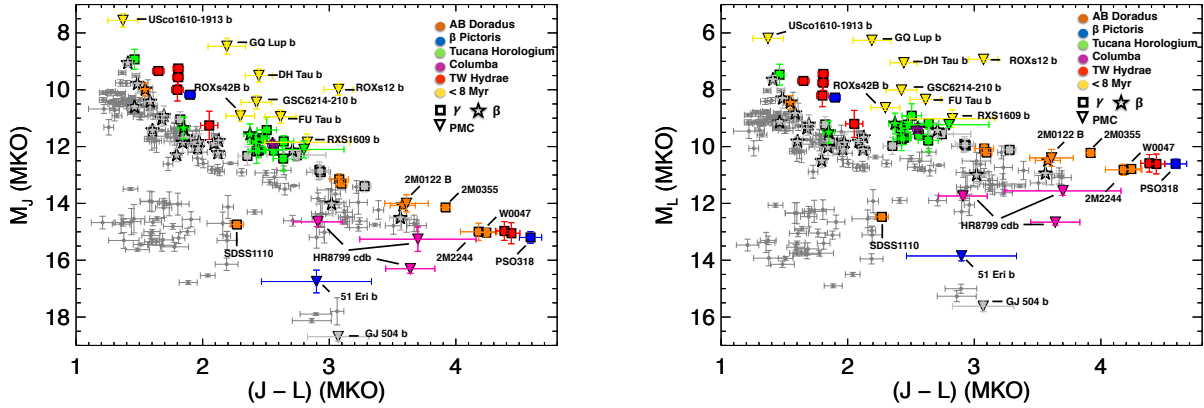 8
10
12
14
16
18
M_J (MKO)
1
2
3
4
(J – L) (MKO)
USco1610-1913 b
GQ Lup b
DH Tau b
ROXs12 b
ROXs42B b
GSC6214-210 b
FU Tau b
RXS1609 b
2M0122 B
2M0355
W0047
PSO318
2M2244
HR8799 cdb
SDSS1110
51 Eri b
GJ 504 b
AB Doradus
β Pictoris
Tucana Horologium
Columba
TW Hydrae
< 8 Myr
γ β
PMC
6
8
10
12
14
16
M_L (MKO)
1
2
3
4
(J – L) (MKO)
USco1610-1913 b
GQ Lup b
DH Tau b
ROXs12 b
ROXs42B b
GSC6214-210 b
FU Tau b
RXS1609 b
2M0122 B
2M0355
W0047
PSO318
2M2244
HR8799 cdb
SDSS1110
51 Eri b
GJ 504 b
AB Doradus
β Pictoris
Tucana Horologium
Columba
TW Hydrae
< 8 Myr
γ β
PMC